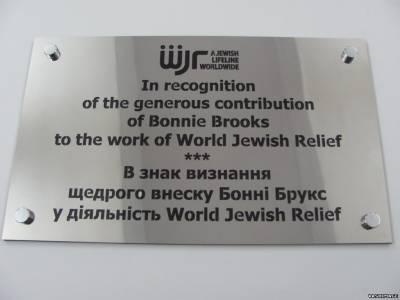 wjr A JEWISH
LIFELINE
WORLDWIDE
In recognition
of the generous contribution
of Bonnie Brooks
to the work of World Jewish Relief
***
В знак визнання
щедрого внеску Бонні Брукс
у діяльність World Jewish Relief